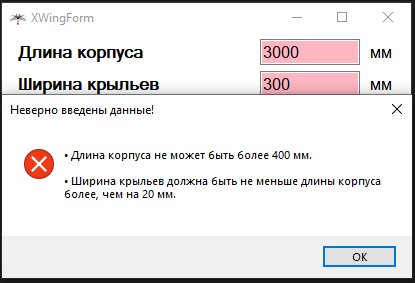 XWingForm
Длина корпуса 3000 мм
Ширина крыльев 300 мм
Неверно введены данные!
• Длина корпуса не может быть более 400 мм.
• Ширина крыльев должна быть не меньше длины корпуса
более, чем на 20 мм.
ОК